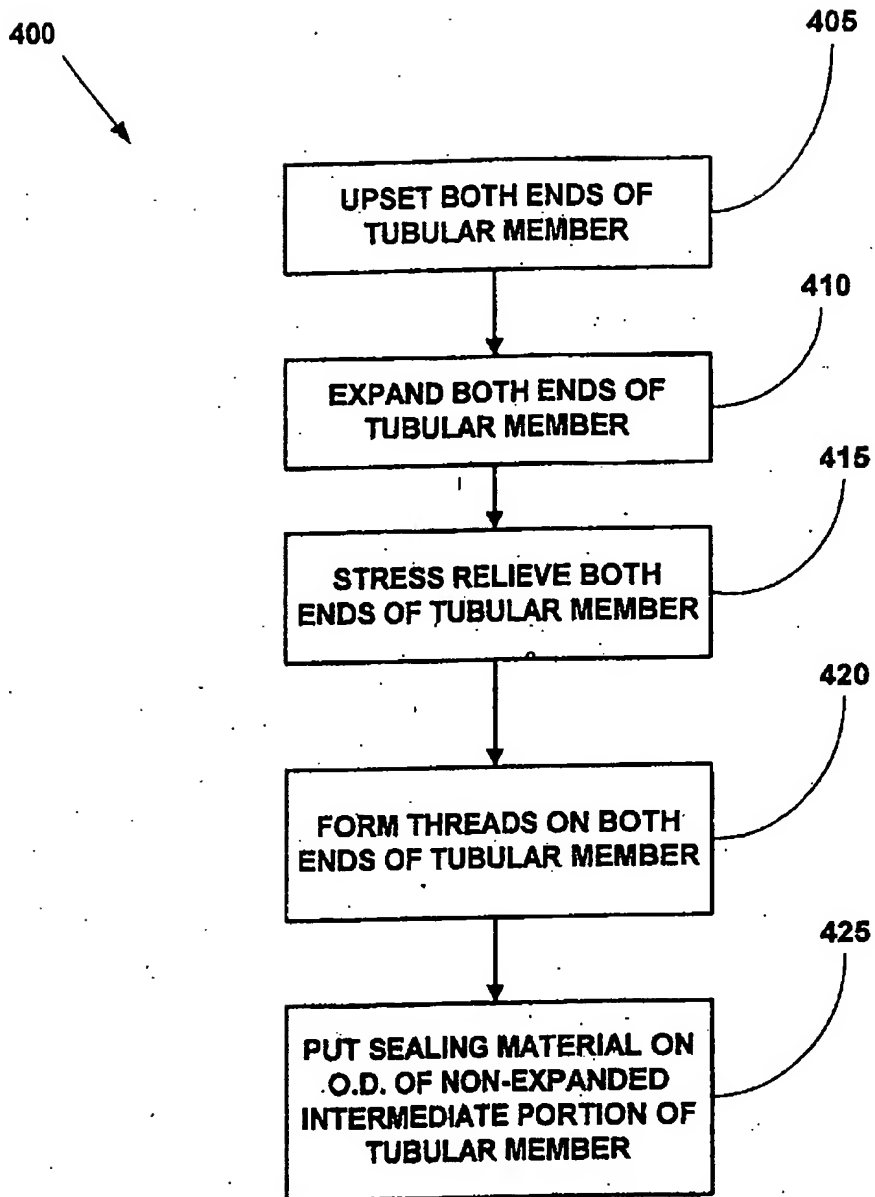 400
405
UPSET BOTH ENDS OF
TUBULAR MEMBER
410
EXPAND BOTH ENDS OF
TUBULAR MEMBER
415
STRESS RELIEVE BOTH
ENDS OF TUBULAR MEMBER
420
FORM THREADS ON BOTH
ENDS OF TUBULAR MEMBER
425
PUT SEALING MATERIAL ON
O.D. OF NON-EXPANDED
INTERMEDIATE PORTION OF
TUBULAR MEMBER